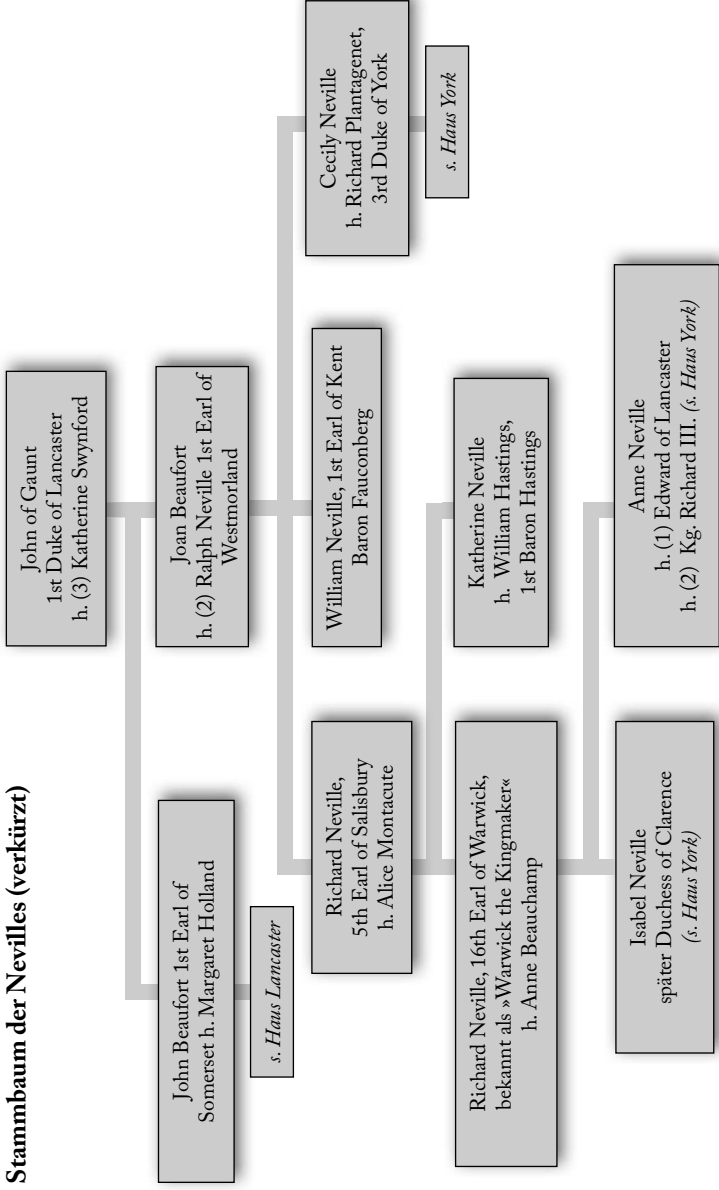 Stammbaum der Nevilles (verkürzt)
John of Gaunt
1st Duke of Lancaster
h. (3) Katherine Swynford
John Beaufort 1st Earl of
Somerset h. Margaret Holland
s. Haus Lancaster
Joan Beaufort
h. (2) Ralph Neville 1st Earl of
Westmorland
Richard Neville,
5th Earl of Salisbury
h. Alice Montacute
William Neville, 1st Earl of Kent
Baron Fauconberg
Cecily Neville
h. Richard Plantagenet,
3rd Duke of York
s. Haus York
Richard Neville, 16th Earl of Warwick,
bekannt als »Warwick the Kingmaker«
h. Anne Beauchamp
Katherine Neville
h. William Hastings,
1st Baron Hastings
Isabel Neville
später Duchess of Clarence
(s. Haus York)
Anne Neville
h. (1) Edward of Lancaster
h. (2) Kg. Richard III. (s. Haus York)